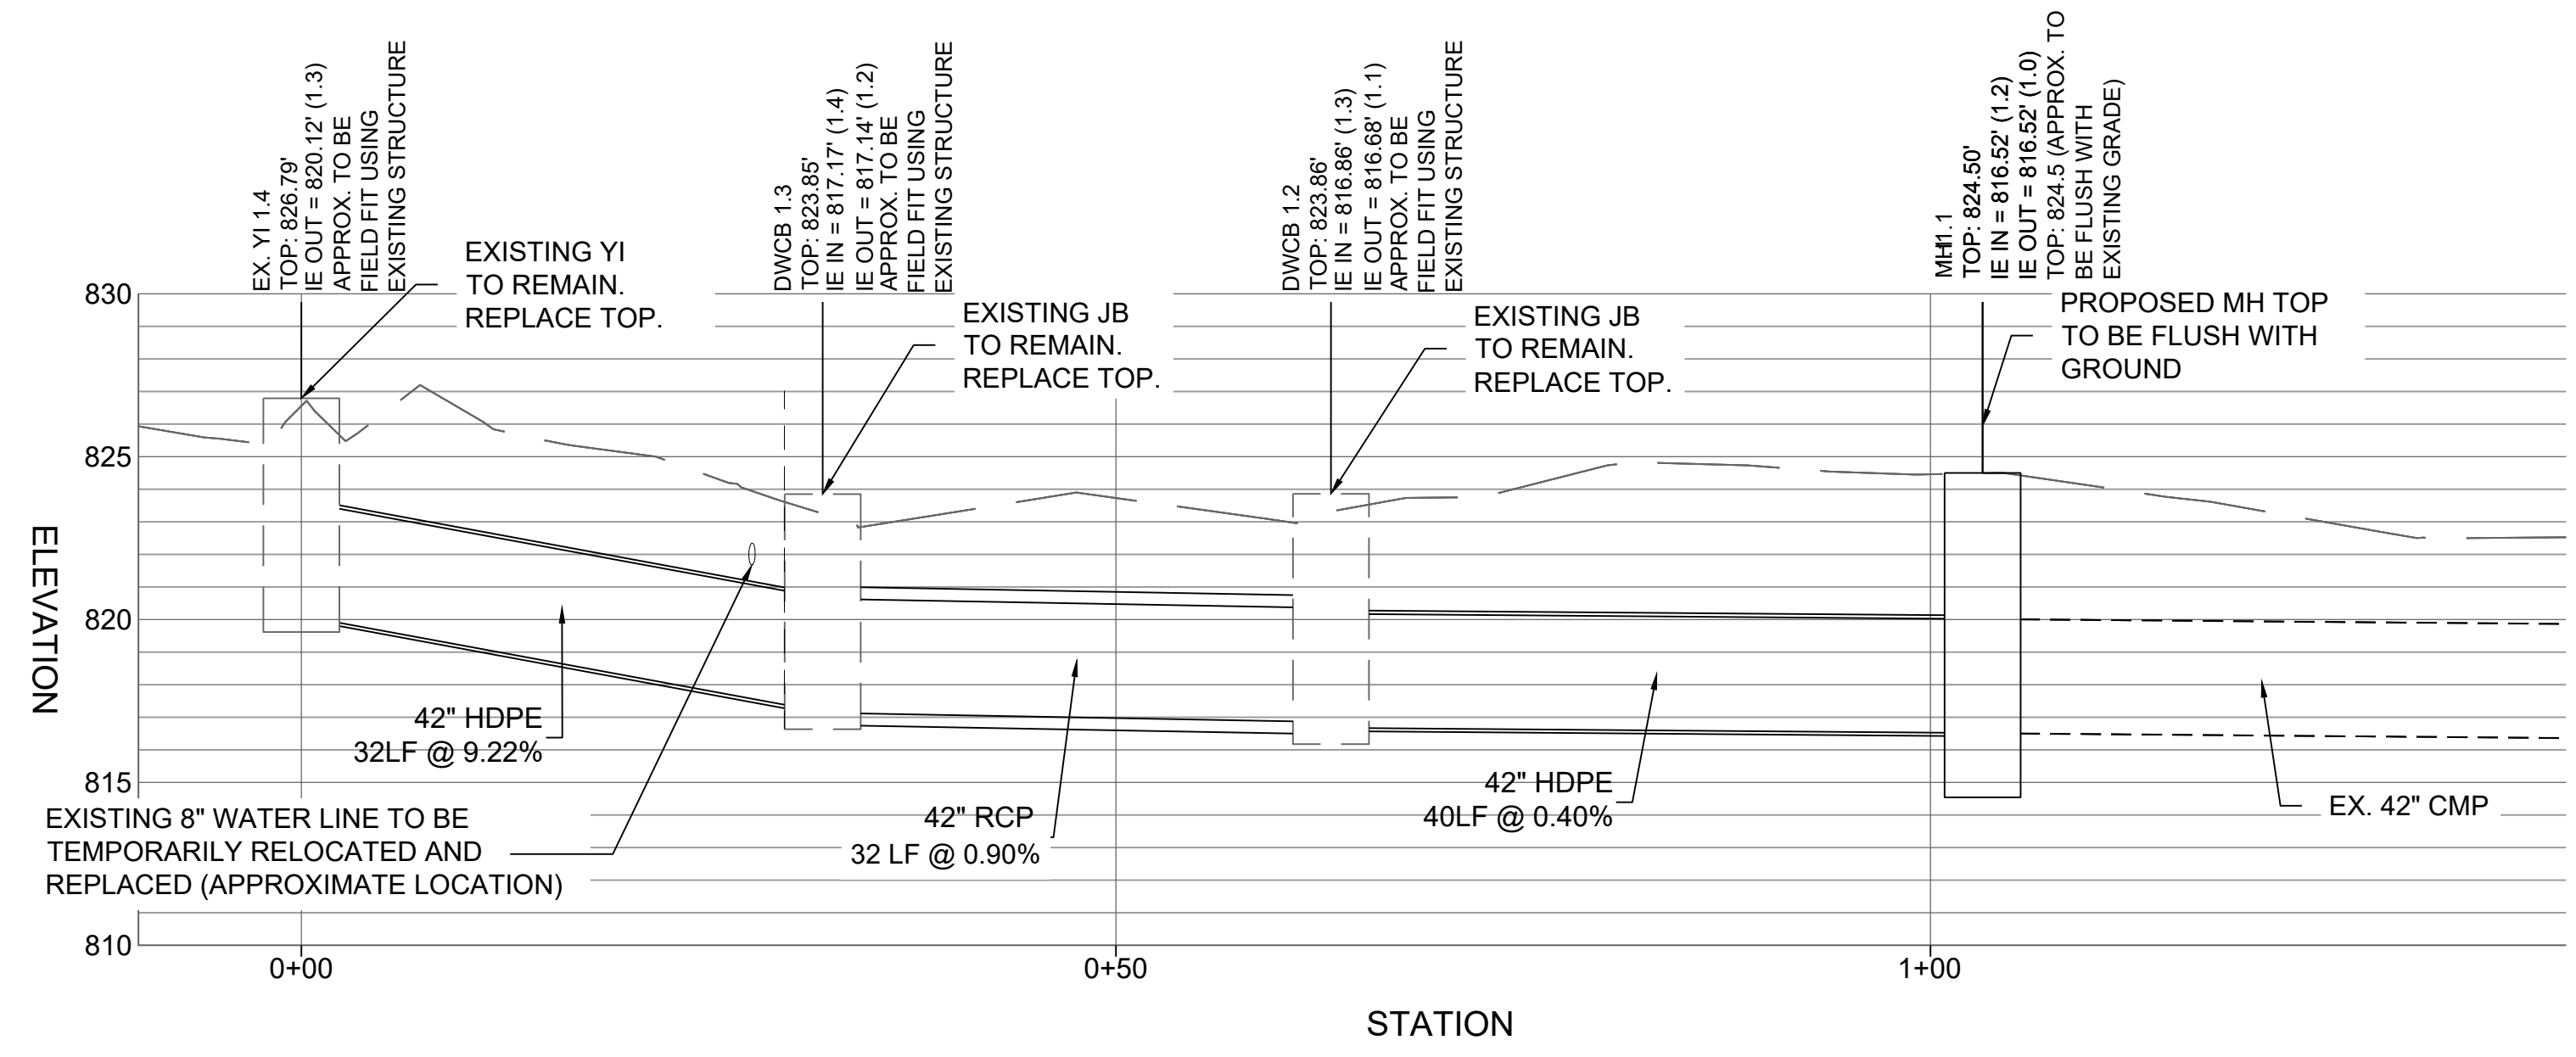 EX. YI 1.4
TOP: 826.79'
IE OUT = 820.12' (1.3)
APPROX. TO BE
FIELD FIT USING
EXISTING STRUCTURE
DWCB 1.3
TOP: 823.85'
IE IN = 817.17' (1.4)
IE OUT = 817.14' (1.2)
APPROX. TO BE
FIELD FIT USING
EXISTING STRUCTURE
DWCB 1.2
TOP: 823.86'
IE IN = 816.86' (1.3)
IE OUT = 816.68' (1.1)
APPROX. TO BE
FIELD FIT USING
EXISTING STRUCTURE
1.1
TOP: 824.50'
IE IN = 816.52' (1.2)
IE OUT = 816.52' (1.0)
TOP: 824.5 (APPROX. TO
BE FLUSH WITH
EXISTING GRADE)
EXISTING YI
TO REMAIN.
REPLACE TOP.
EXISTING JB
TO REMAIN.
REPLACE TOP.
EXISTING JB
TO REMAIN.
REPLACE TOP.
PROPOSED MH TOP
TO BE FLUSH WITH
GROUND
830
825
820
815
810
ELEVATION
42" HDPE
32LF @ 9.22%
EXISTING 8" WATER LINE TO BE
TEMPORARILY RELOCATED AND
REPLACED (APPROXIMATE LOCATION)
42" RCP
32 LF @ 0.90%
42" HDPE
40LF @ 0.40%
EX. 42" CMP
0+00
0+50
1+00
STATION